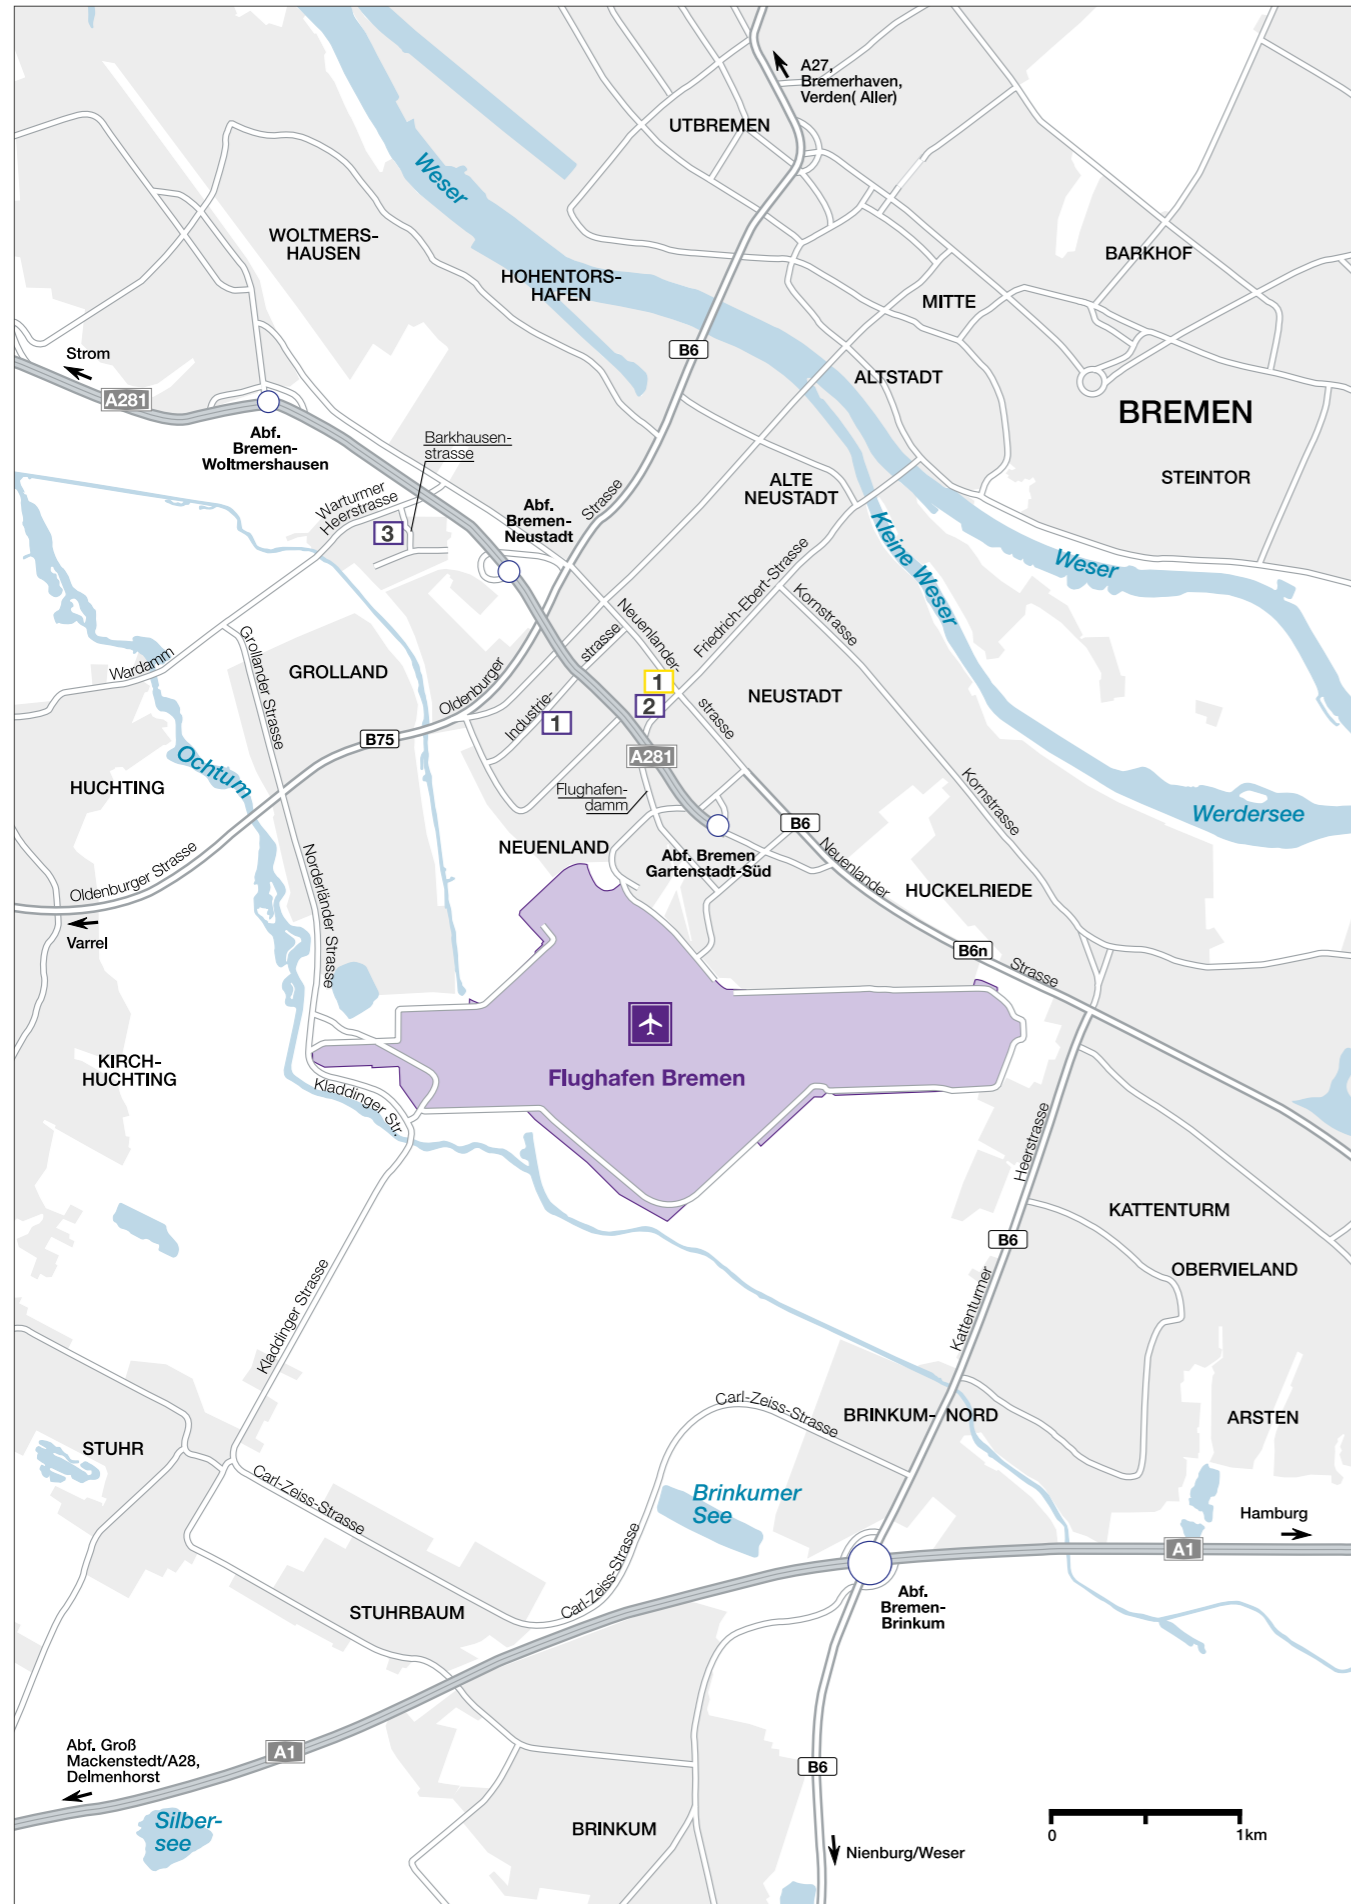 A27,
Bremerhaven,
Verden( Aller)
UTBREMEN
Weser
WOLTMERS-
HAUSEN
BARKHOF
HOHENTORS-
HAFEN
MITTE
B6
Strom
ALTSTADT
A281
BREMEN
Abf.
Bremen-
Woltmershausen
Barkhausen-
strasse
STEINTOR
ALTE
NEUSTADT
Warturmer
Heerstrasse
Strasse
Abf.
Bremen-
Neustadt
3
Kleine Weser
Weser
Friedrich-Ebert-Strasse
Kornstrasse
Neuenlander-
strasse
Grollander Strasse
strasse
Wardamm
GROLLAND
Oldenburger
1
2
NEUSTADT
Industrie-
1
B75
A281
Ochtum
HUCHTING
Flughafen-
damm
Kornstrasse
Werdersee
B6
NEUENLAND
Abf. Bremen
Gartenstadt-Süd
Neuenlander
Oldenburger Strasse
Norderländer Strasse
HUCKELRIEDE
Varrel
B6n
Strasse
KIRCH-
HUCHTING
Flughafen Bremen
Kladdinger Str.
Heerstrasse
KATTENTURM
B6
OBERVIELAND
Kladdinger Strasse
Kattenturmer
Carl-Zeiss-Strasse
BRINKUM- NORD
ARSTEN
STUHR
Carl-Zeiss-Strasse
Brinkumer
See
Hamburg
A1
Carl-Zeiss-Strasse
Abf.
Bremen-
Brinkum
STUHRBAUM
Abf. Groß
Mackenstedt/A28,
Delmenhorst
A1
B6
Silber-
see
BRINKUM
0
1km
Nienburg/Weser